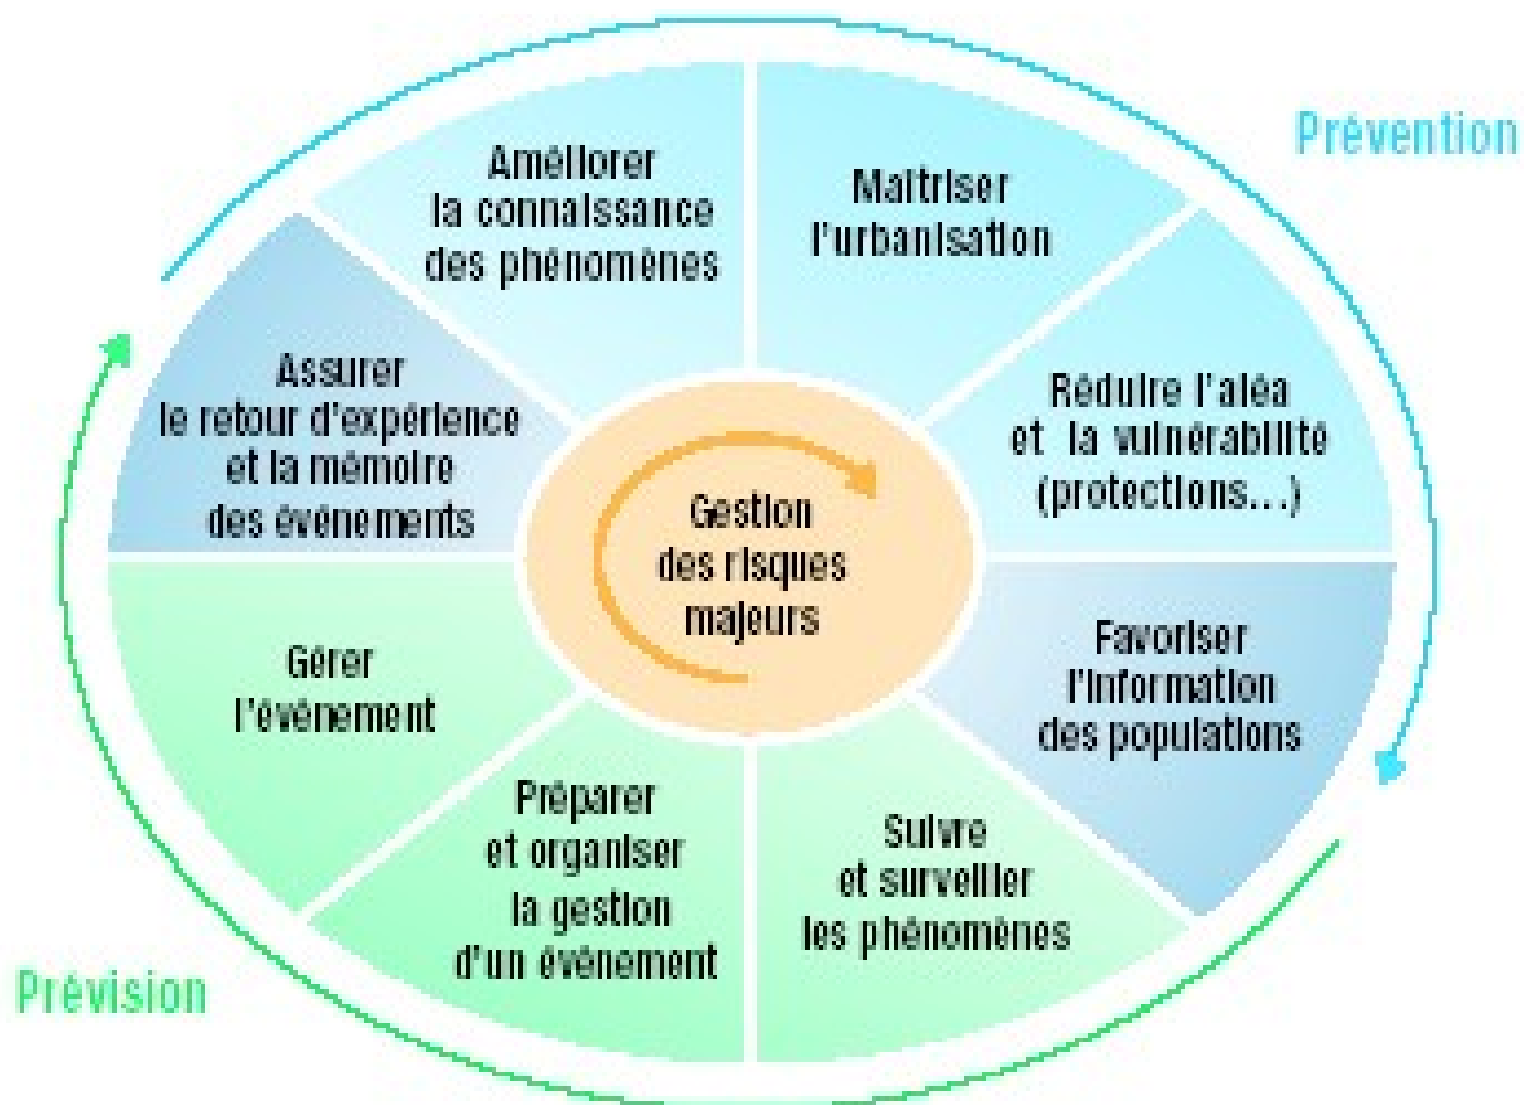 Prévention
Améliorer
la connaissance
des phénomènes
Maîtriser
l'urbanisation
Réduire l'aléa
et la vulnérabilité
(protections...)
Favoriser
l'information
des populations
Suivre
et surveiller
les phénomènes
Préparer
et organiser
la gestion
d'un événement
Gérer
l'événement
Assurer
le retour d'expérience
et la mémoire
des événements
Gestion
des risques
majeurs
Prévision